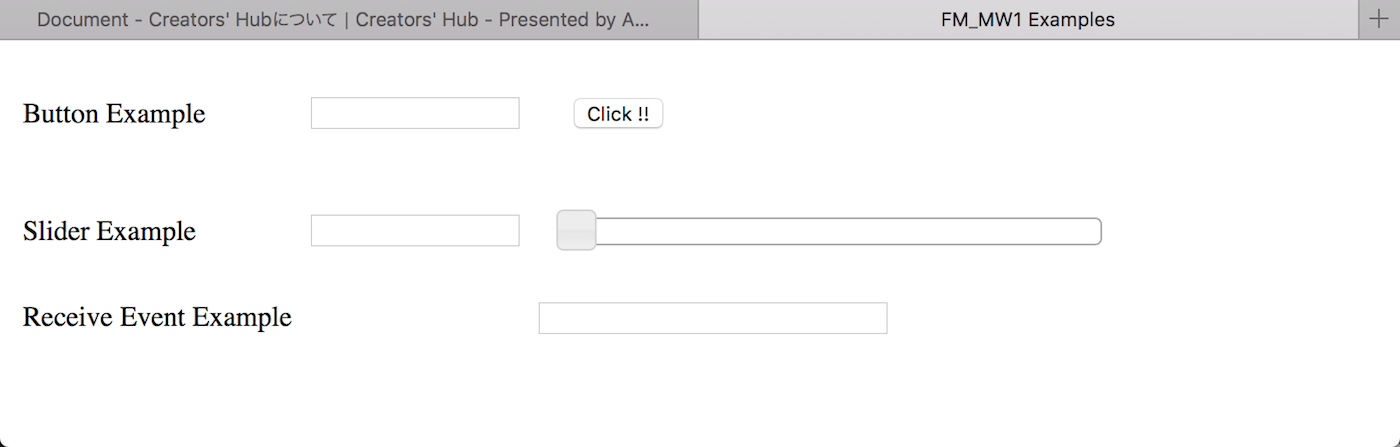 Document - Creators' Hubについて | Creators' Hub - Presented by A...
FM_MW1 Examples
Button Example
Click !!
Slider Example
Receive Event Example